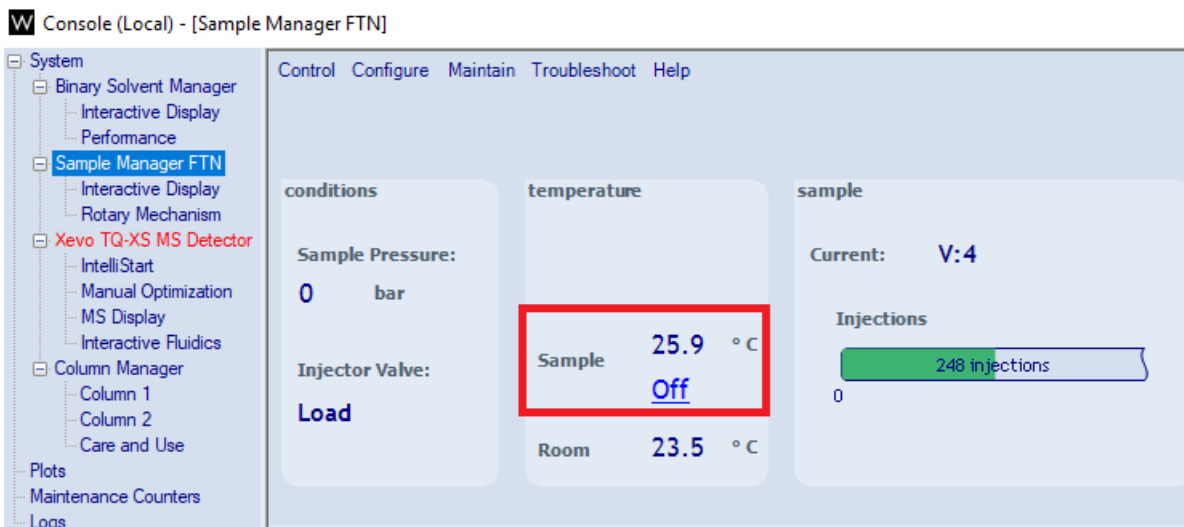 W Console (Local) - [Sample Manager FTN]
System
Binary Solvent Manager
Interactive Display
Performance
Sample Manager FTN
Interactive Display
Rotary Mechanism
Xevo TQ-XS MS Detector
IntelliStart
Manual Optimization
MS Display
Interactive Fluidics
Column Manager
Column 1
Column 2
Care and Use
Plots
Maintenance Counters
Logs
Control Configure Maintain Troubleshoot Help
conditions
Sample Pressure:
0 bar
Injector Valve:
Load
temperature
Sample 25.9 °C
Off
Room 23.5 °C
sample
Current: V:4
Injections
248 injections
0